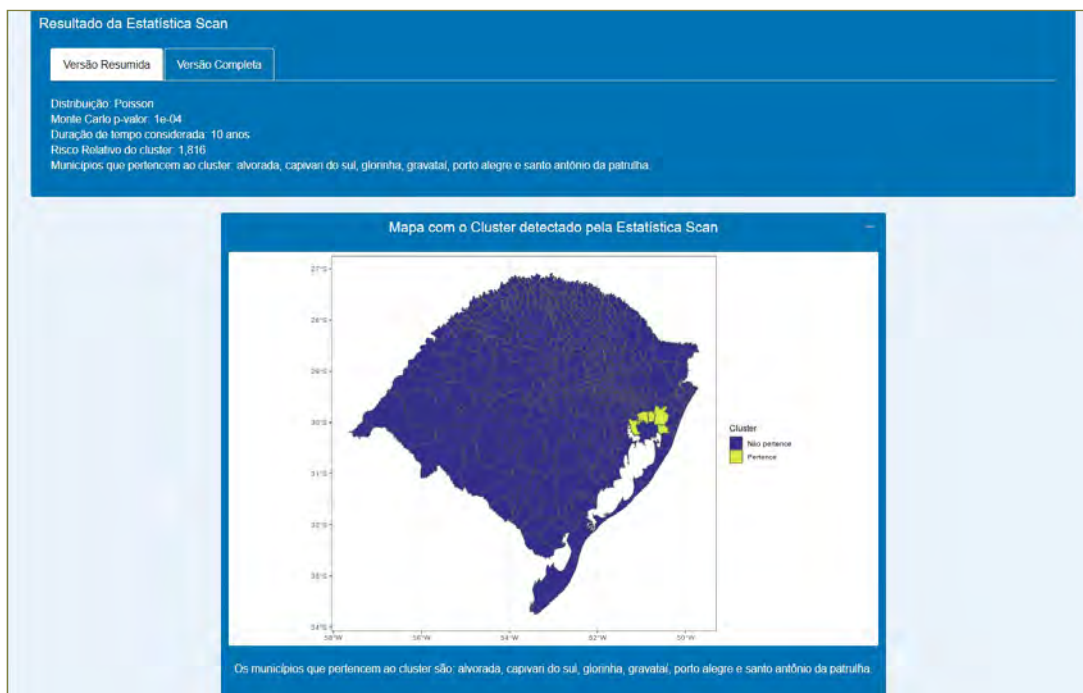 Resultado da Estatística Scan
Versão Resumida
Versão Completa
Distribuição: Poisson
Monte Carlo p-valor: 1e-04
Duração de tempo considerada: 10 anos
Risco Relativo do cluster: 1,816
Municípios que pertencem ao cluster: alvorada, capivari do sul, glorinha, gravataí, porto alegre e santo antônio da patrulha.
Mapa com o Cluster detectado pela Estatística Scan
27°S
28°S
29°S
30°S
31°S
32°S
33°S
34°S
58°W
56°W
54°W
52°W
50°W
Cluster
Não pertence
Pertence
Os municípios que pertencem ao cluster são: alvorada, capivari do sul, glorinha, gravataí, porto alegre e santo antônio da patrulha.